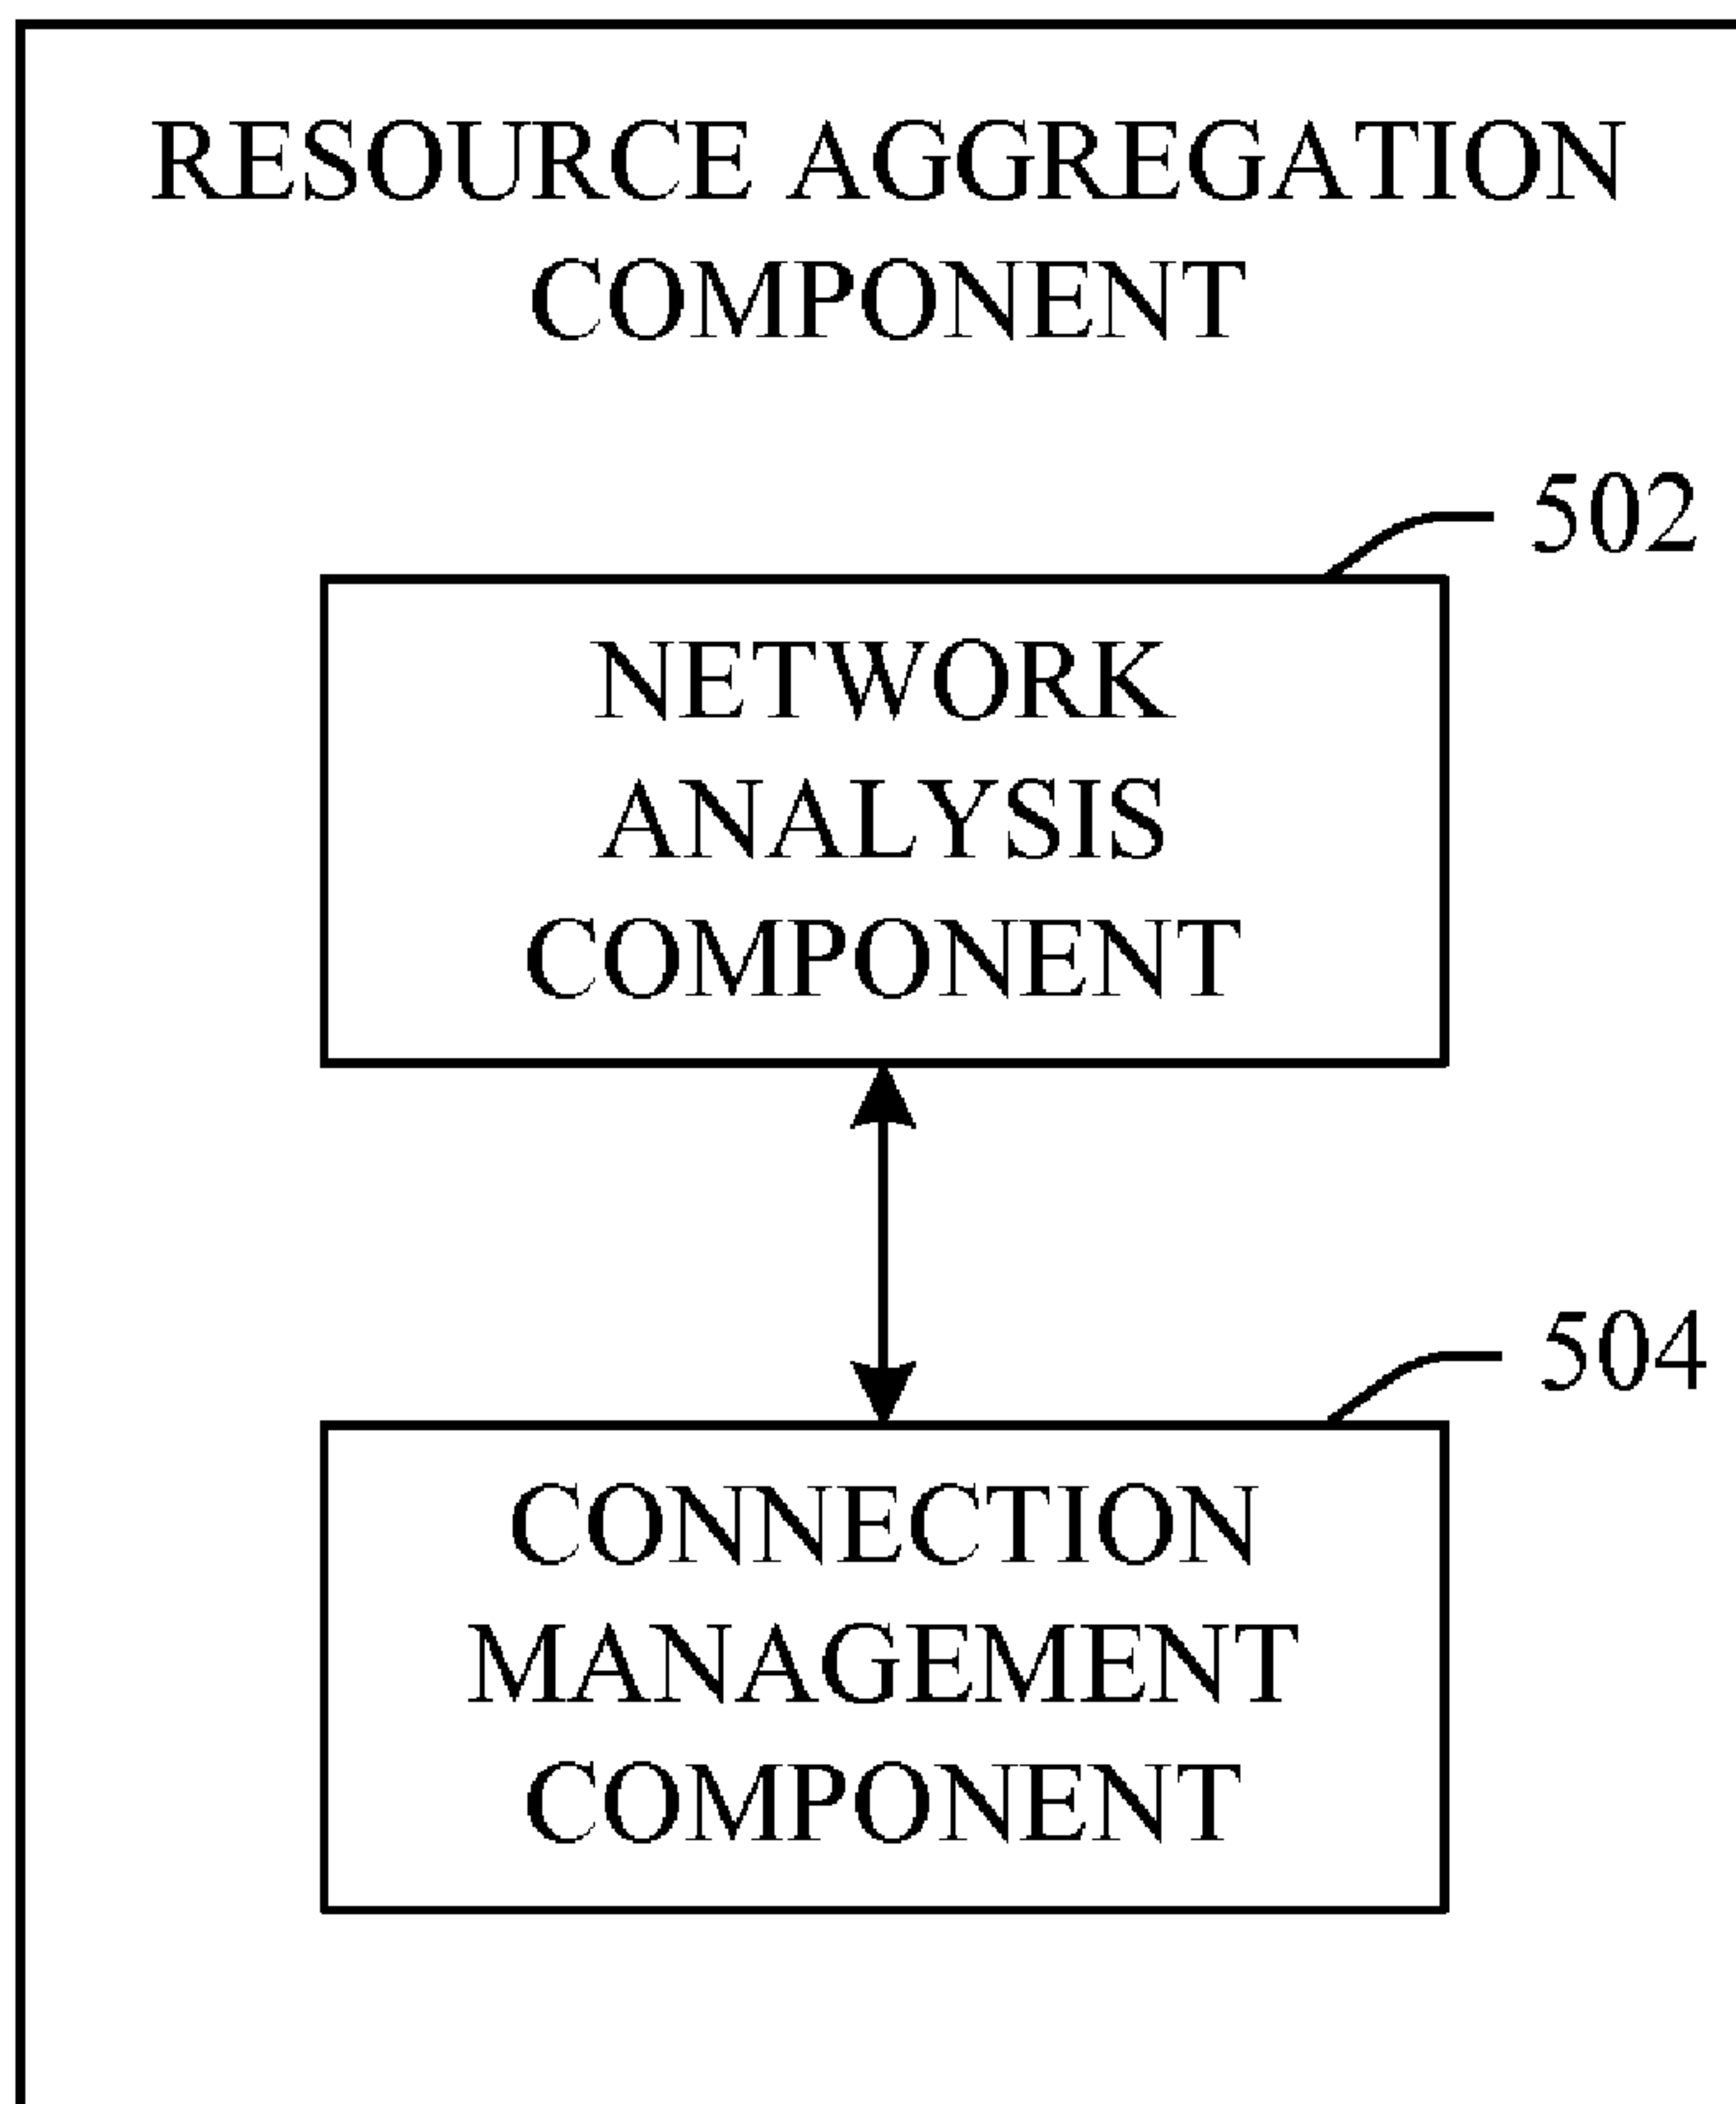 RESOURCE AGGREGATION
COMPONENT
502
NETWORK
ANALYSIS
COMPONENT
504
CONNECTION
MANAGEMENT
COMPONENT